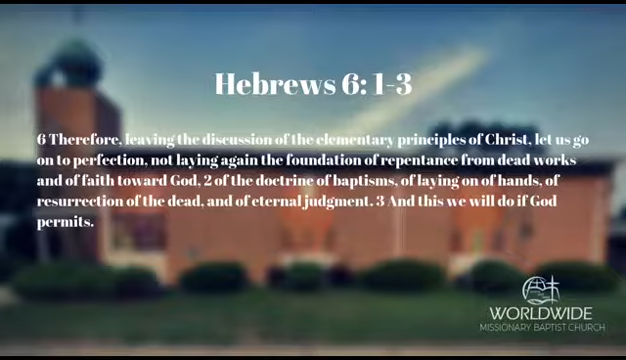 Hebrews 6: 1-3
6 Therefore, leaving the discussion of the elementary principles of Christ, let us go
on to perfection, not laying again the foundation of repentance from dead works
and of faith toward God, 2 of the doctrine of baptisms, of laying on of hands, of
resurrection of the dead, and of eternal judgment. 3 And this we will do if God
permits.
WORLDWIDE
MISSIONARY BAPTIST CHURCH